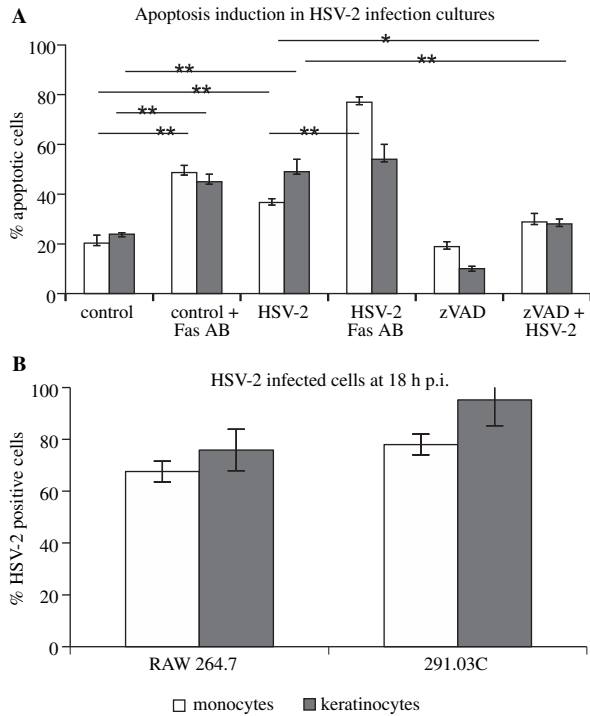 A
Apoptosis induction in HSV-2 infection cultures
% apoptotic cells
100
80
60
40
20
0
*
**
**
**
**
**
**
control
control + Fas AB
HSV-2
HSV-2 Fas AB
zVAD
zVAD + HSV-2
B
HSV-2 infected cells at 18 h p.i.
% HSV-2 positive cells
100
80
60
40
20
0
RAW 264.7
291.03C
monocytes
keratinocytes